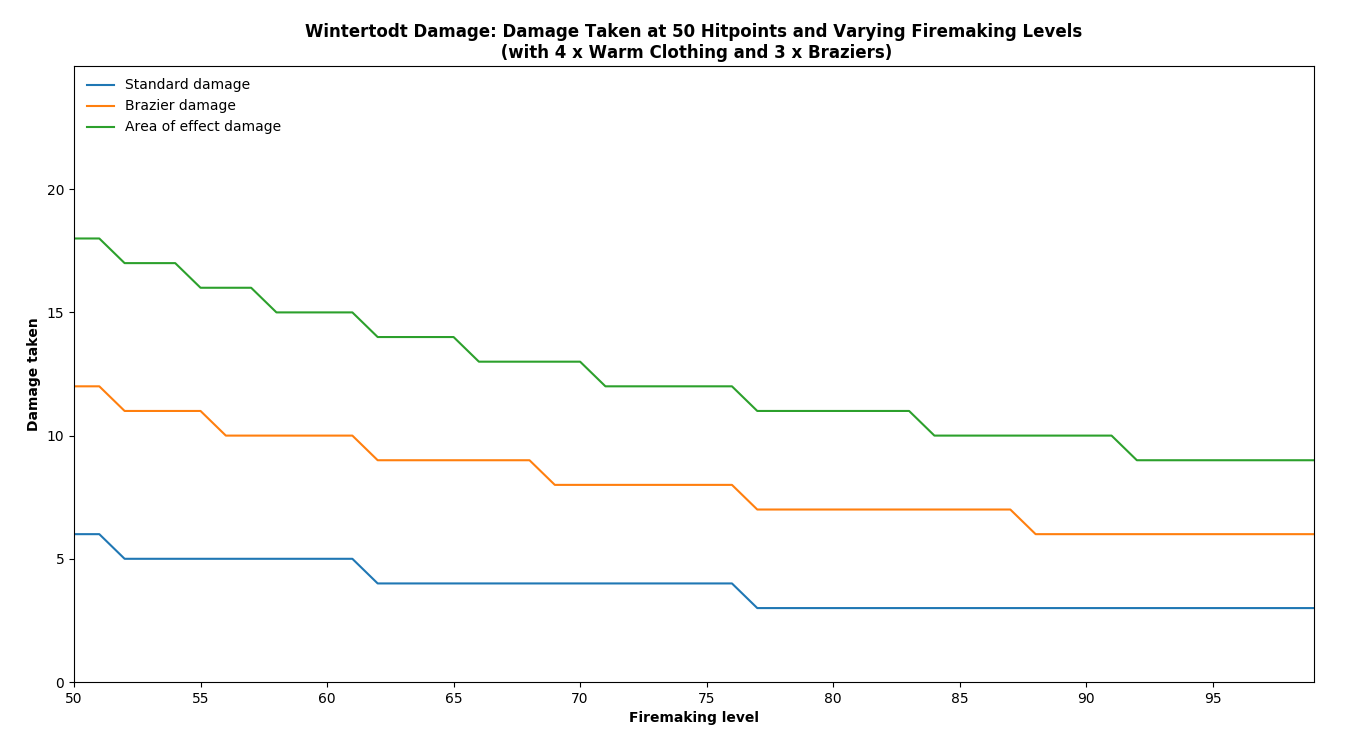 Wintertodt Damage: Damage Taken at 50 Hitpoints and Varying Firemaking Levels
(with 4 x Warm Clothing and 3 x Braziers)
Standard damage
Brazier damage
Area of effect damage
20
15
10
5
0
Damage taken
50 55 60 65 70 75 80 85 90 95
Firemaking level